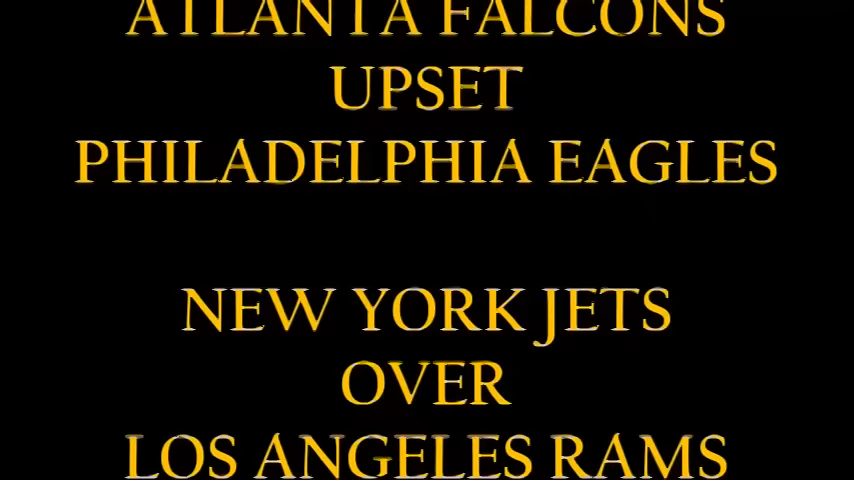 ATLANTA FALCONS
UPSET
PHILADELPHIA EAGLES
NEW YORK JETS
OVER
LOS ANGELES RAMS